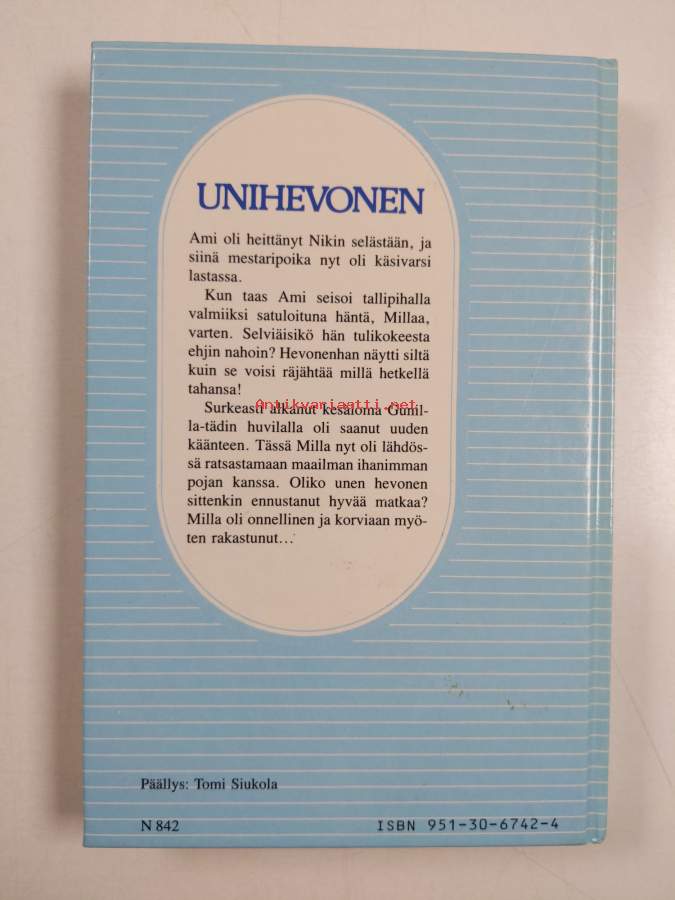 UNIHEVONEN
Ami oli heittänyt Nikin selästään, ja
siinä mestaripoika nyt oli käsivarsi
lastassa.
Kun taas Ami seisoi tallipihalla
valmiiksi satuloituna häntä, Millaa,
varten. Selviäisikö hän tulikokeesta
ehjin nahoin? Hevonenhan näytti siltä
kuin se voisi räjähtää millä hetkellä
tahansa!
Antikvariaatti.net
Surkeasti alkanut kesäloma Gunil-
la-tädin huvilalla oli saanut uuden
käänteen. Tässä Milla nyt oli lähdös-
sä ratsastamaan maailman ihanimman
pojan kanssa. Oliko unen hevonen
sittenkin ennustanut hyvää matkaa?
Milla oli onnellinen ja korviaan myö-
ten rakastunut...
Päällys: Tomi Siukola
N 842
ISBN 951-30-6742-4